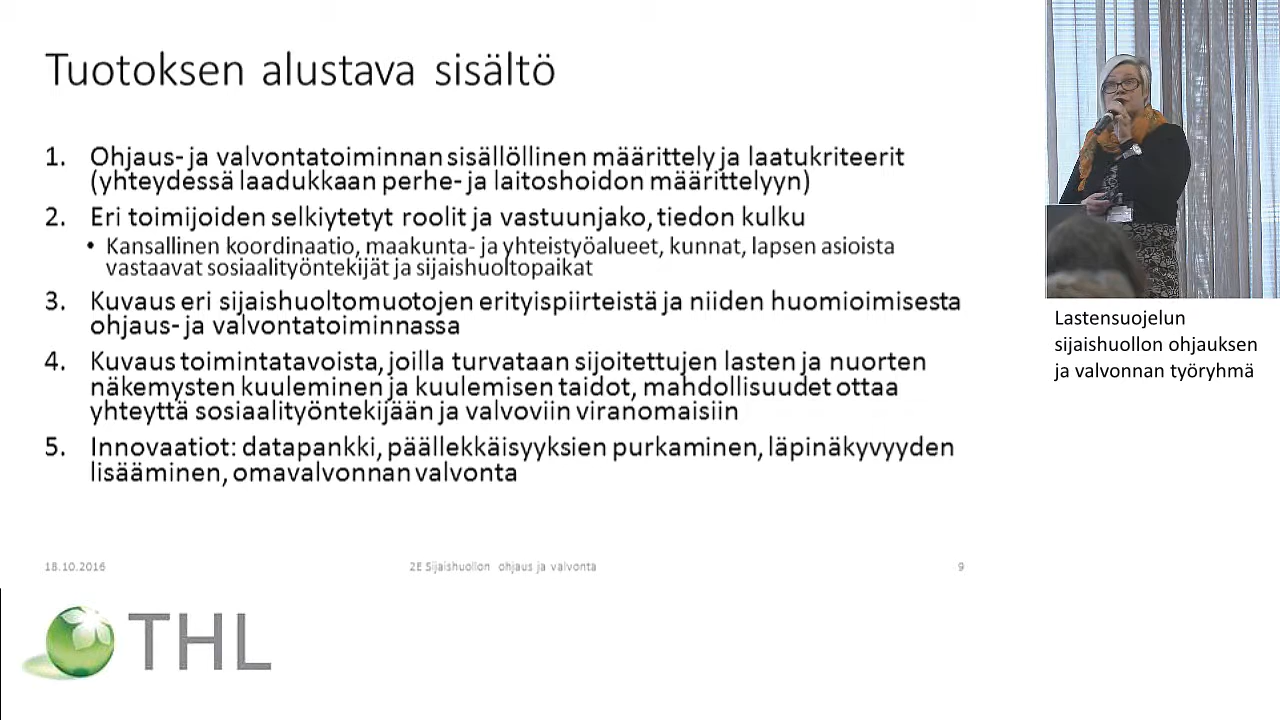 Tuotoksen alustava sisältö
1. Ohjaus- ja valvontatoiminnan sisällöllinen määrittely ja laatukriteerit
(yhteydessä laadukkaan perhe- ja laitoshoidon määrittelyyn)
2. Eri toimijoiden selkiytetyt roolit ja vastuunjako, tiedon kulku
• Kansallinen koordinaatio, maakunta- ja yhteistyöalueet, kunnat, lapsen asioista
vastaavat sosiaalityöntekijät ja sijaishuoltopaikat
3. Kuvaus eri sijaishuoltomuotojen erityispiirteistä ja niiden huomioimisesta
ohjaus- ja valvontatoiminnassa
4. Kuvaus toimintatavoista, joilla turvataan sijoitettujen lasten ja nuorten
näkemysten kuuleminen ja kuulemisen taidot, mahdollisuudet ottaa
yhteyttä sosiaalityöntekijään ja valvoviin viranomaisiin
5. Innovaatiot: datapankki, päällekkäisyyksien purkaminen, läpinäkyvyyden
lisääminen, omavalvonnan valvonta
18.10.2016 2E Sijaishuollon ohjaus ja valvonta 9
THL
Lastensuojelun
sijaishuollon ohjauksen
ja valvonnan työryhmä